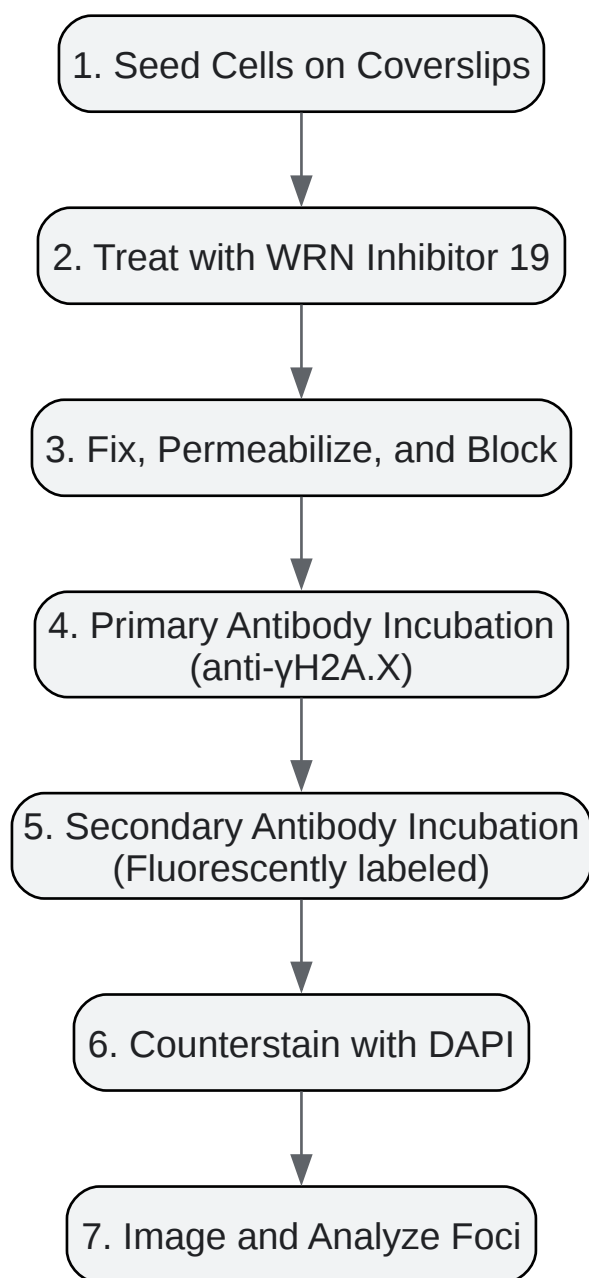 1. Seed Cells on Coverslips
2. Treat with WRN Inhibitor 19
3. Fix, Permeabilize, and Block
4. Primary Antibody Incubation
(anti-γH2A.X)
5. Secondary Antibody Incubation
(Fluorescently labeled)
6. Counterstain with DAPI
7. Image and Analyze Foci